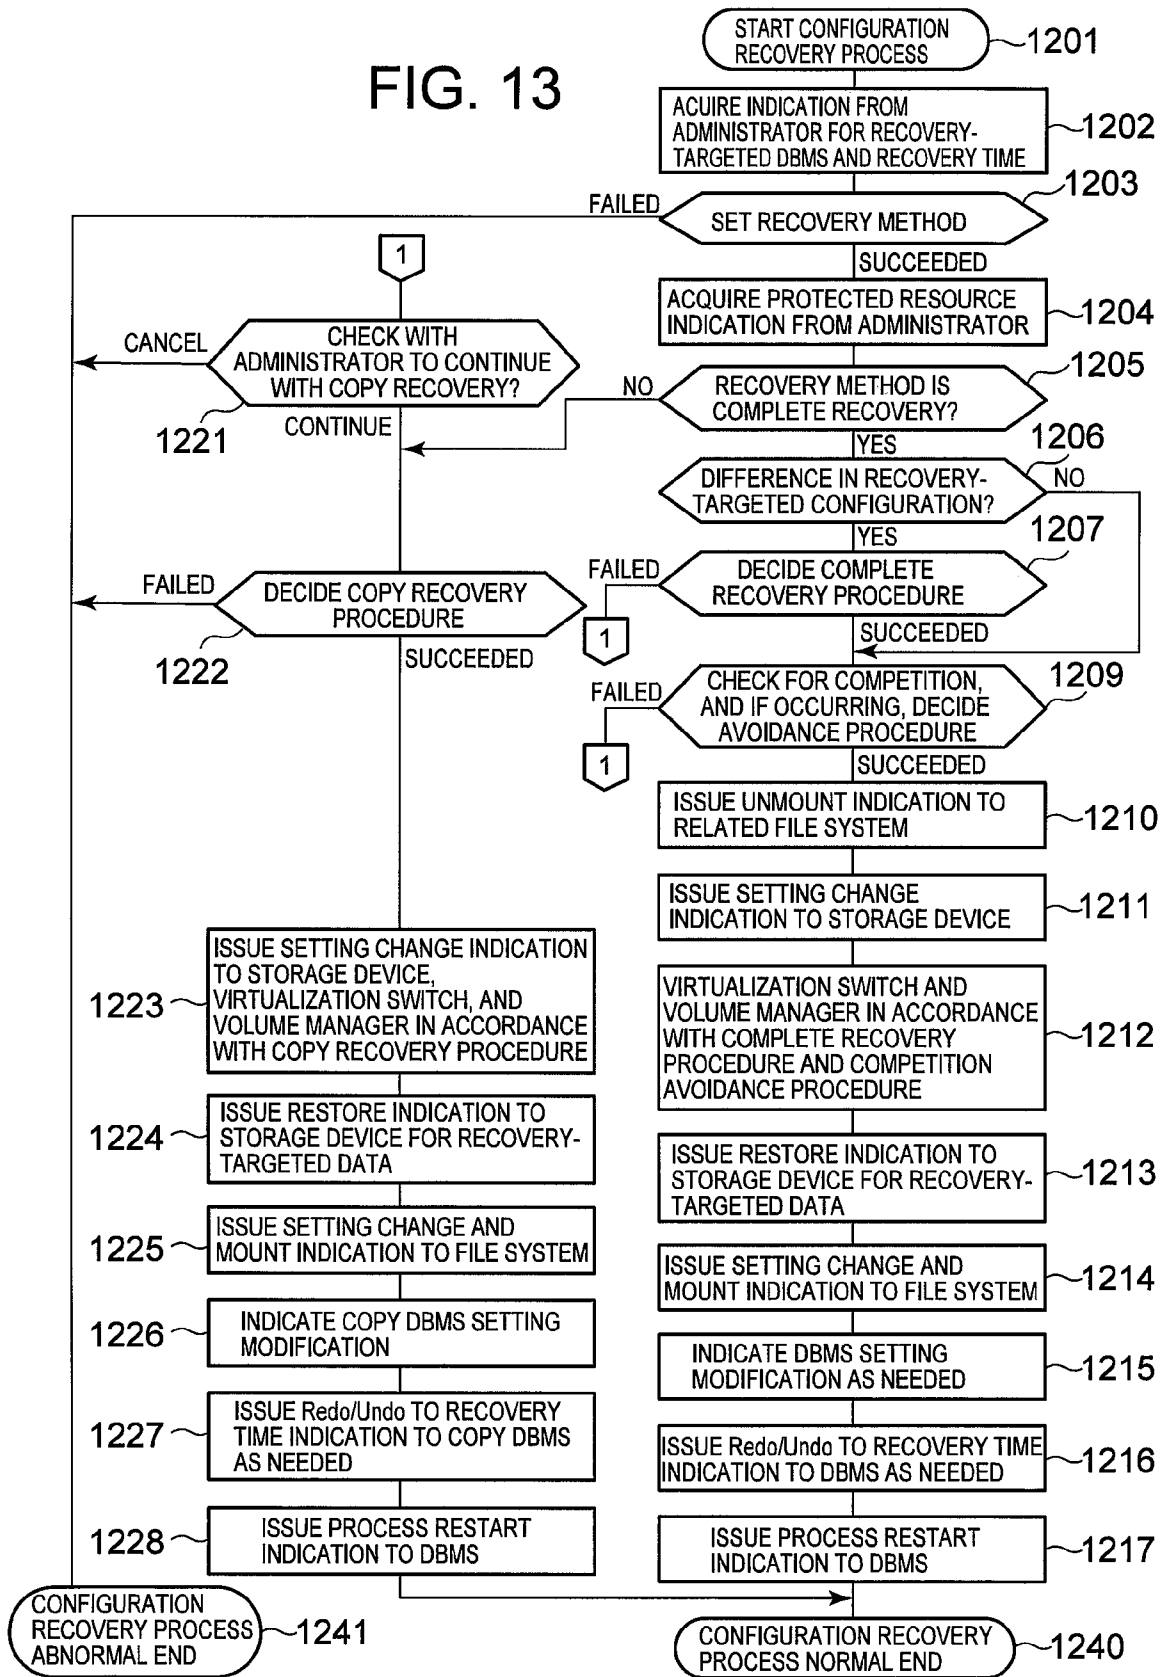 FIG. 13
START CONFIGURATION
RECOVERY PROCESS
1201
ACUIRE INDICATION FROM
ADMINISTRATOR FOR RECOVERY-
TARGETED DBMS AND RECOVERY TIME
1202
1203
FAILED
SET RECOVERY METHOD
SUCCEEDED
1
ACQUIRE PROTECTED RESOURCE
INDICATION FROM ADMINISTRATOR
1204
CANCEL
CHECK WITH
ADMINISTRATOR TO CONTINUE
WITH COPY RECOVERY?
1221
CONTINUE
NO
RECOVERY METHOD IS
COMPLETE RECOVERY?
1205
YES
1206
DIFFERENCE IN RECOVERY-
TARGETED CONFIGURATION?
NO
YES
1207
FAILED
DECIDE COMPLETE
RECOVERY PROCEDURE
1
SUCCEEDED
FAILED
DECIDE COPY RECOVERY
PROCEDURE
1222
SUCCEEDED
1209
FAILED
CHECK FOR COMPETITION,
AND IF OCCURRING, DECIDE
AVOIDANCE PROCEDURE
1
SUCCEEDED
ISSUE UNMOUNT INDICATION TO
RELATED FILE SYSTEM
1210
ISSUE SETTING CHANGE
INDICATION TO STORAGE DEVICE
1211
1223
ISSUE SETTING CHANGE INDICATION
TO STORAGE DEVICE,
VIRTUALIZATION SWITCH, AND
VOLUME MANAGER IN ACCORDANCE
WITH COPY RECOVERY PROCEDURE
VIRTUALIZATION SWITCH AND
VOLUME MANAGER IN ACCORDANCE
WITH COMPLETE RECOVERY
PROCEDURE AND COMPETITION
AVOIDANCE PROCEDURE
1212
1224
ISSUE RESTORE INDICATION TO
STORAGE DEVICE FOR RECOVERY-
TARGETED DATA
ISSUE RESTORE INDICATION TO
STORAGE DEVICE FOR RECOVERY-
TARGETED DATA
1213
1225
ISSUE SETTING CHANGE AND
MOUNT INDICATION TO FILE SYSTEM
ISSUE SETTING CHANGE AND
MOUNT INDICATION TO FILE SYSTEM
1214
1226
INDICATE COPY DBMS SETTING
MODIFICATION
INDICATE DBMS SETTING
MODIFICATION AS NEEDED
1215
1227
ISSUE Redo/Undo TO RECOVERY
TIME INDICATION TO COPY DBMS
AS NEEDED
ISSUE Redo/Undo TO RECOVERY TIME
INDICATION TO DBMS AS NEEDED
1216
1228
ISSUE PROCESS RESTART
INDICATION TO DBMS
ISSUE PROCESS RESTART
INDICATION TO DBMS
1217
CONFIGURATION
RECOVERY PROCESS
ABNORMAL END
1241
CONFIGURATION RECOVERY
PROCESS NORMAL END
1240